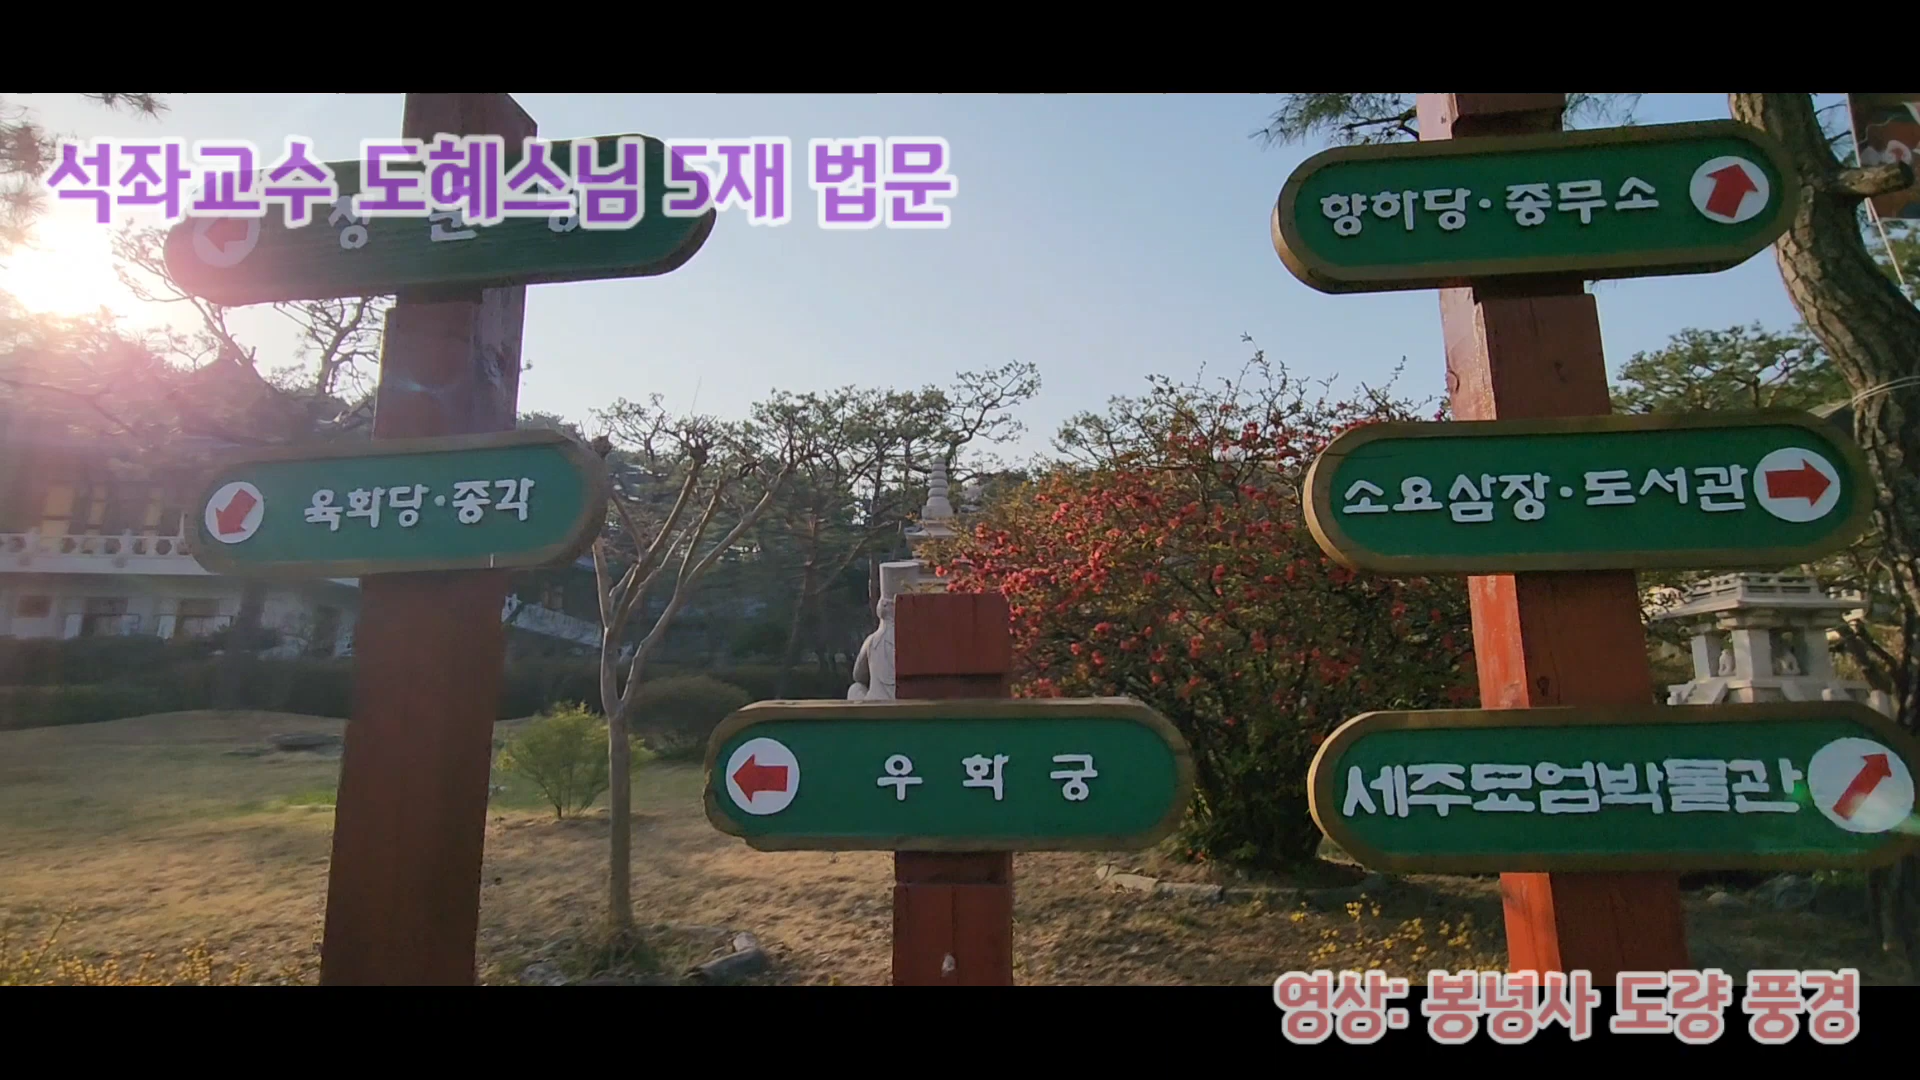 석좌교수 도혜스님 5재 법문
향하당·종무소
육화당·종각
소요삼장·도서관
우화궁
세주묘엄박물관
영상: 봉녕사 도량 풍경